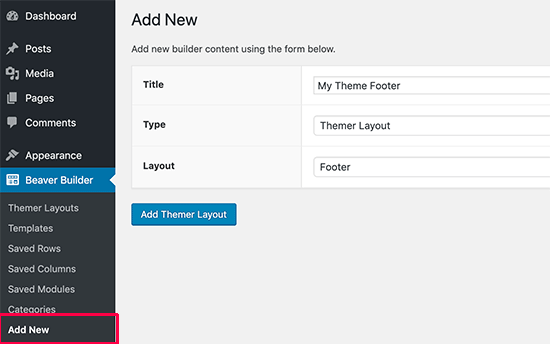 Dashboard
Posts
Media
Pages
Comments
Appearance
Beaver Builder
Themer Layouts
Templates
Saved Rows
Saved Columns
Saved Modules
Categories
Add New
Add New
Add new builder content using the form below.
Title
My Theme Footer
Type
Themer Layout
Layout
Footer
Add Themer Layout